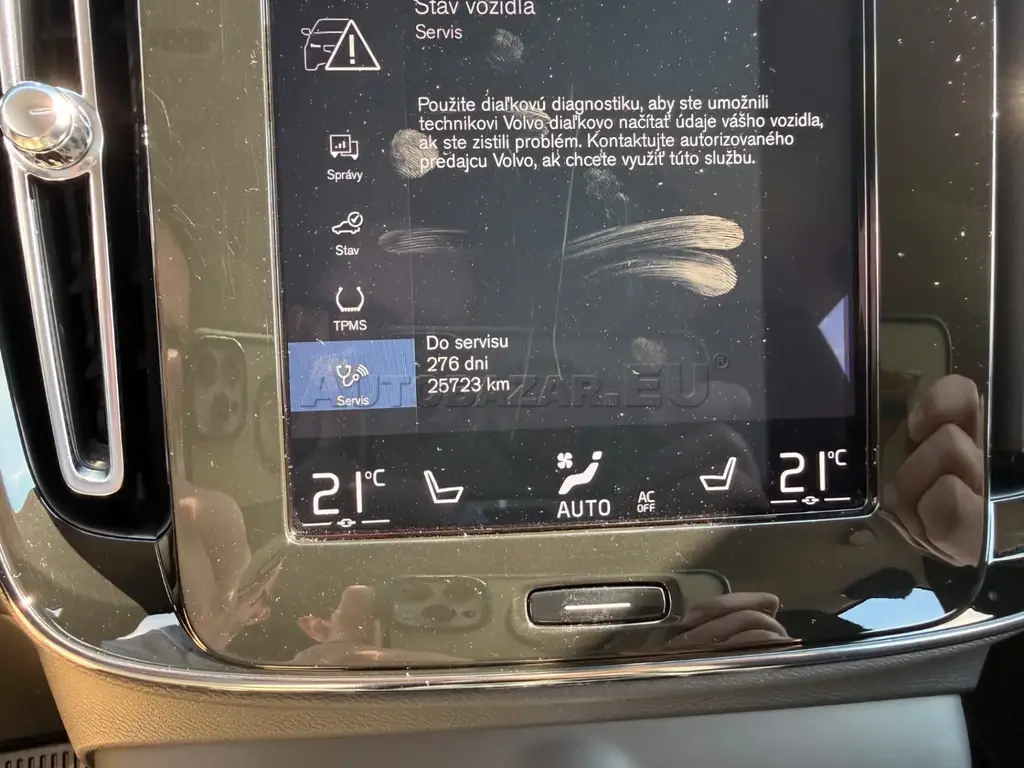 Stav vozidla
Servis
Použite diaľkovú diagnostiku, aby ste umožnili
technikovi Volvo diaľkovo načítať údaje vášho vozidla,
ak ste zistili problém. Kontaktujte autorizovaného
predajcu Volvo, ak chcete využiť túto službu.
Správy
Stav
TPMS
Do servisu
276 dni
25723 km
Servis
AUTOBAZAR.EU®
21°C
AUTO
AC
OFF
21°C